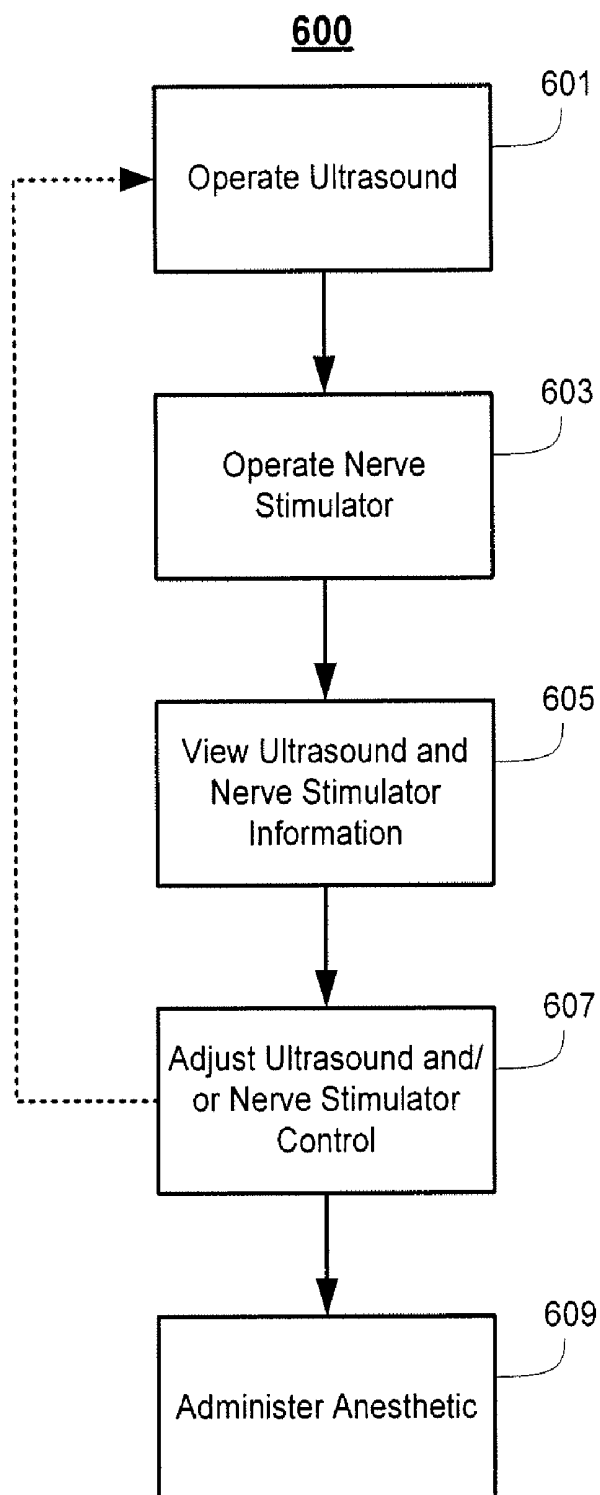 600
601
Operate Ultrasound
603
Operate Nerve
Stimulator
605
View Ultrasound and
Nerve Stimulator
Information
607
Adjust Ultrasound and/
or Nerve Stimulator
Control
609
Administer Anesthetic